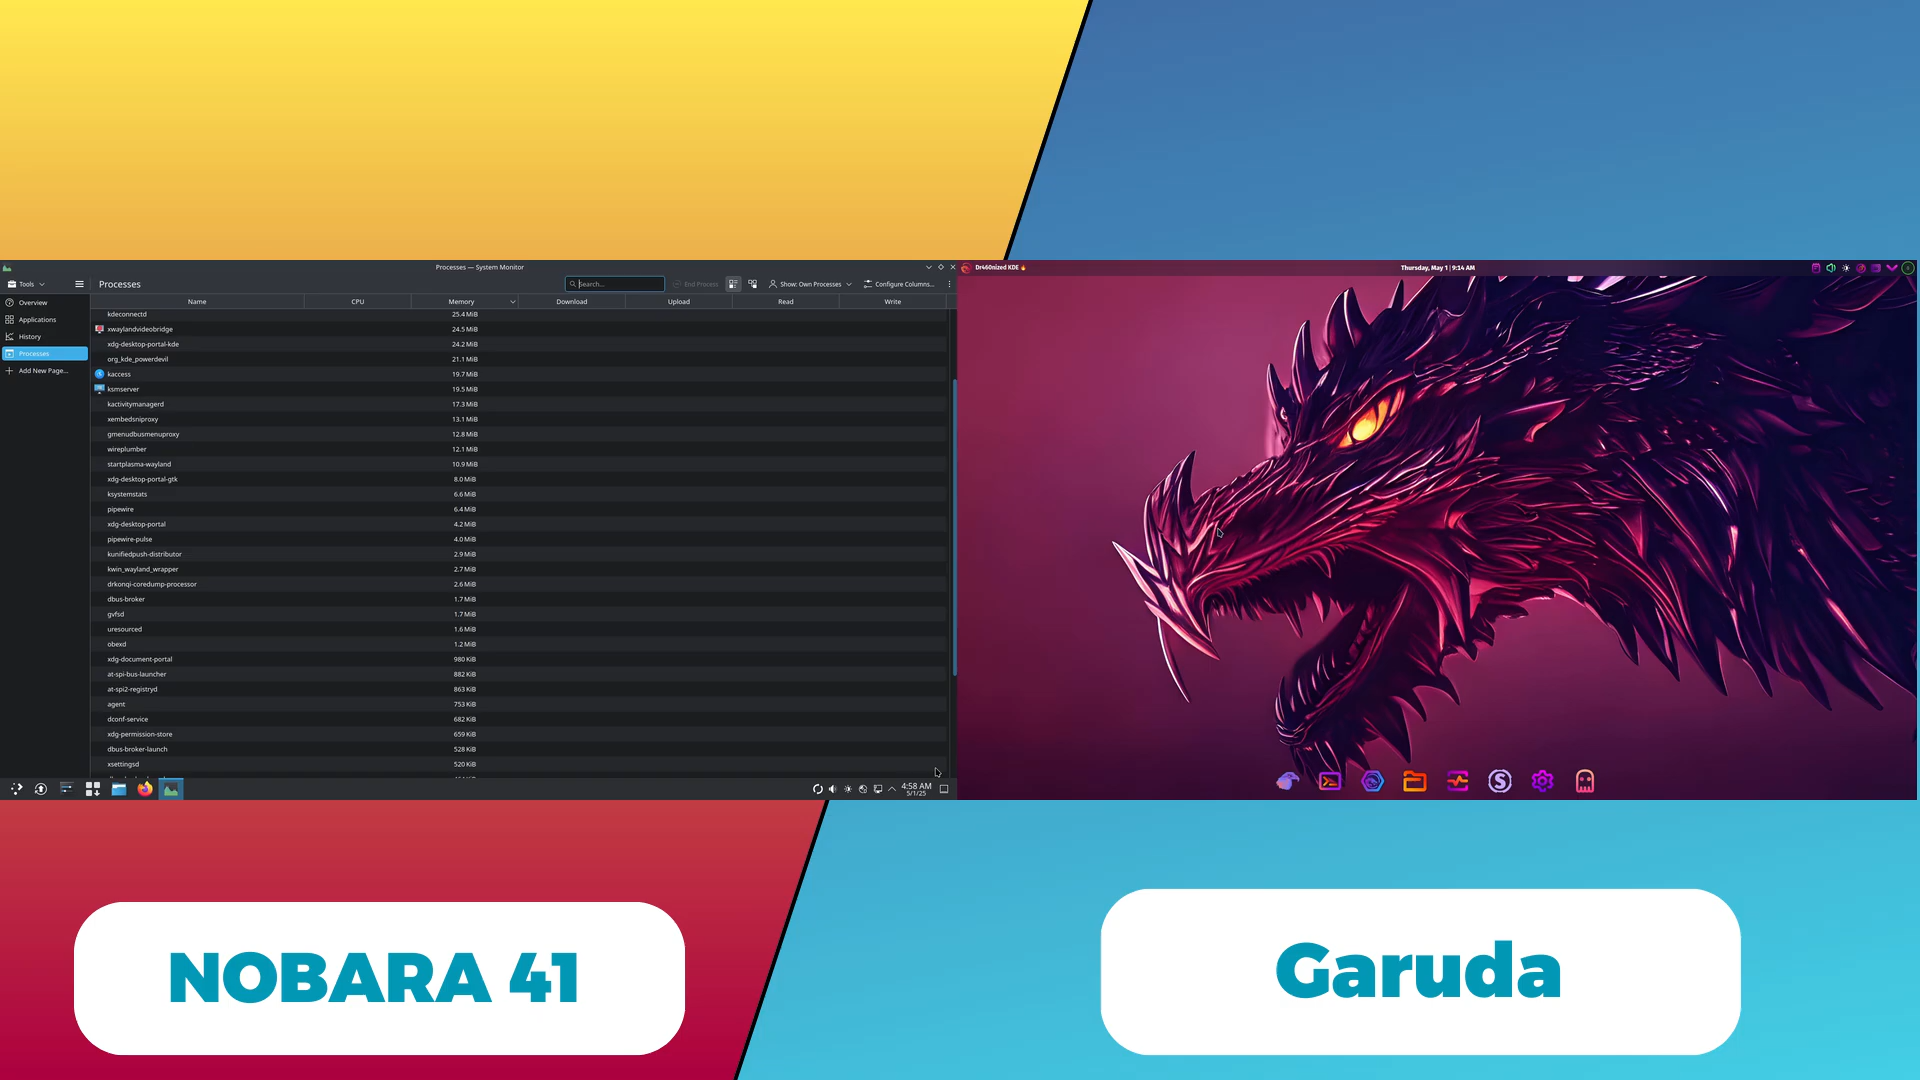 Processes — System Monitor
Tools
Processes
Search...
End Process
Show: Own Processes
Configure Columns...
Overview
Applications
History
Processes
Add New Page...
Name CPU Memory Download Upload Read Write
kdeconnectd 25.4 MiB
xwaylandvideobridge 24.5 MiB
xdg-desktop-portal-kde 24.2 MiB
org_kde_powerdevil 21.1 MiB
kaccess 19.7 MiB
ksmserver 19.5 MiB
kactivitymanagerd 17.3 MiB
xembedsniproxy 13.1 MiB
gmenudbusmenuproxy 12.8 MiB
wireplumber 12.1 MiB
startplasma-wayland 10.9 MiB
xdg-desktop-portal-gtk 8.0 MiB
ksystemstats 6.6 MiB
pipewire 6.4 MiB
xdg-desktop-portal 4.2 MiB
pipewire-pulse 4.0 MiB
kunifiedpush-distributor 2.9 MiB
kwin_wayland_wrapper 2.7 MiB
drkonqi-coredump-processor 2.6 MiB
dbus-broker 1.7 MiB
gvfsd 1.7 MiB
uresourced 1.6 MiB
obexd 1.2 MiB
xdg-document-portal 980 KiB
at-spi-bus-launcher 882 KiB
at-spi2-registryd 863 KiB
agent 753 KiB
dconf-service 682 KiB
xdg-permission-store 659 KiB
dbus-broker-launch 528 KiB
xsettingsd 520 KiB
4:58 AM
5/1/25
Dr460nized KDE 🔥
Thursday, May 1 | 9:14 AM
NOBARA 41
Garuda